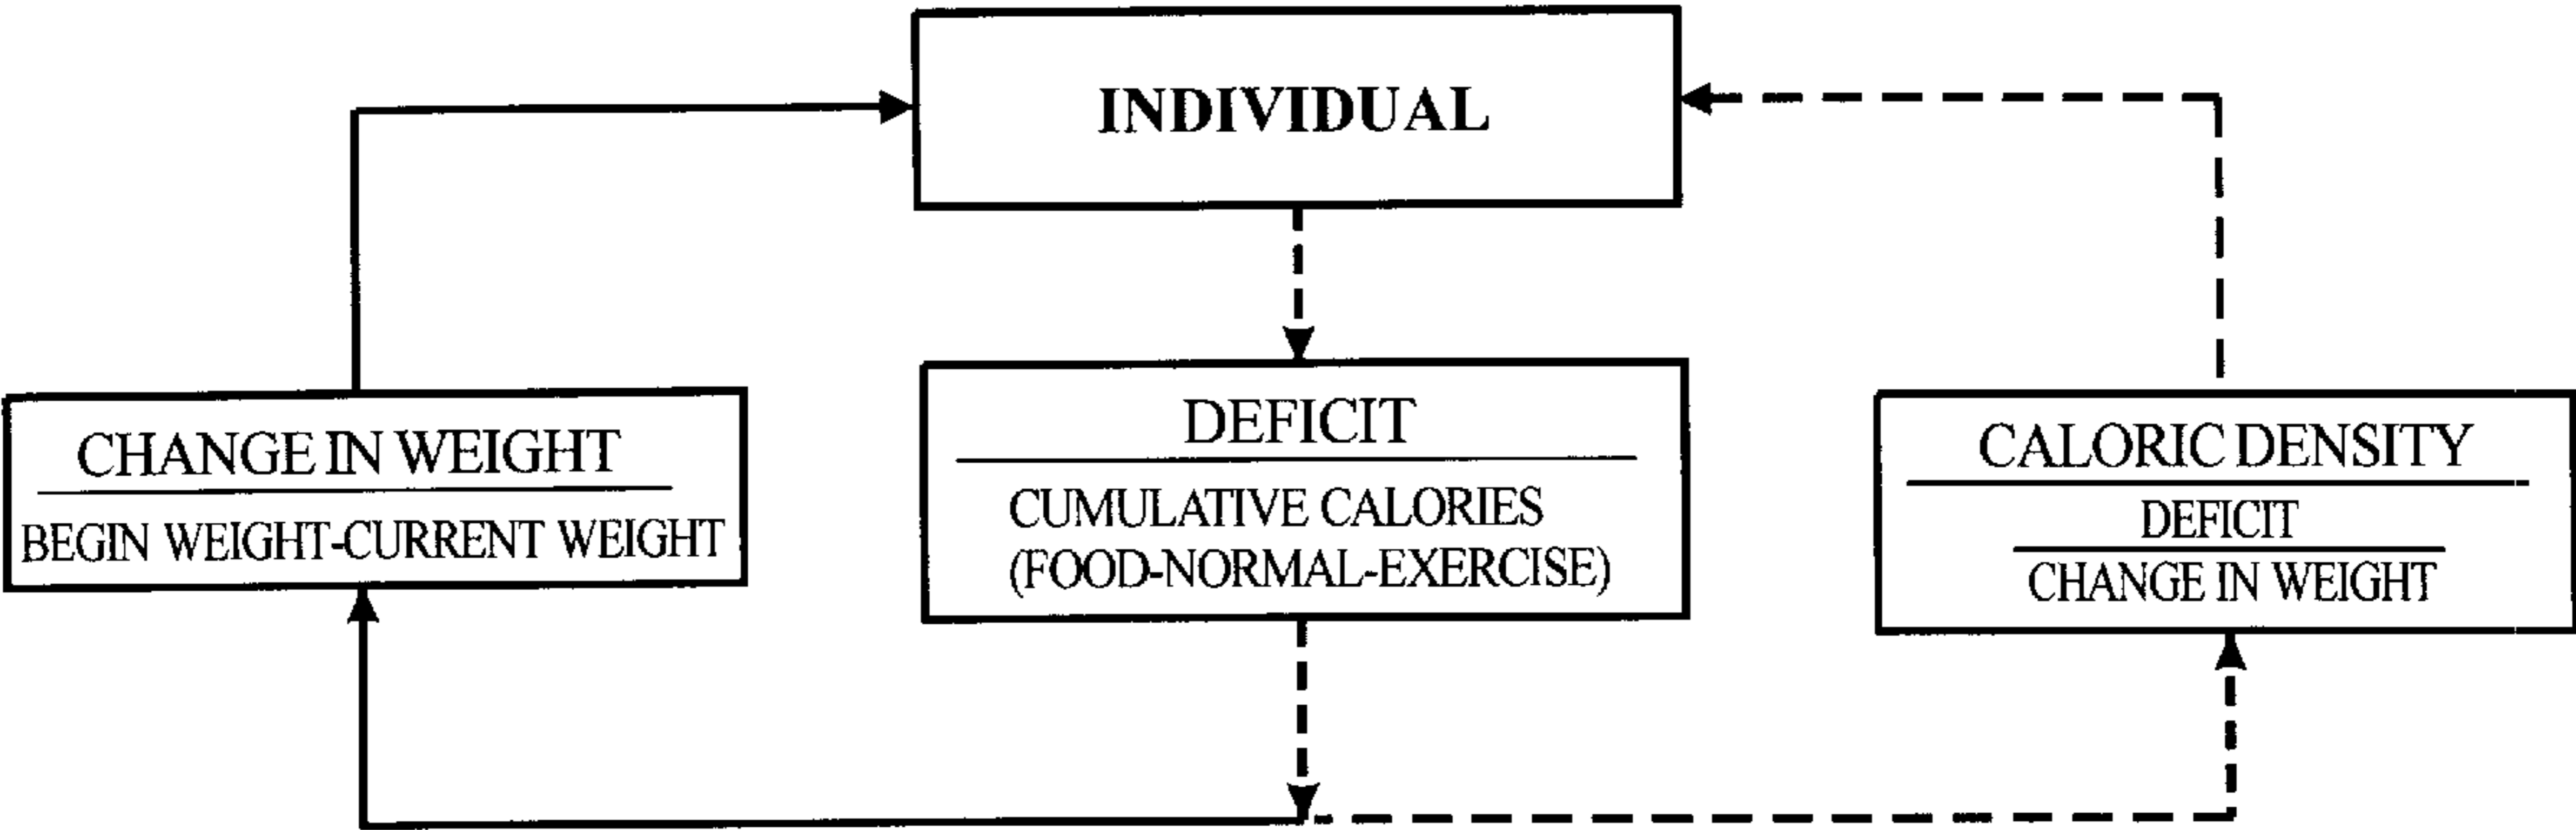 INDIVIDUAL
CHANGE IN WEIGHT
BEGIN WEIGHT-CURRENT WEIGHT
DEFICIT
CUMULATIVE CALORIES
(FOOD-NORMAL-EXERCISE)
CALORIC DENSITY
DEFICIT
CHANGE IN WEIGHT